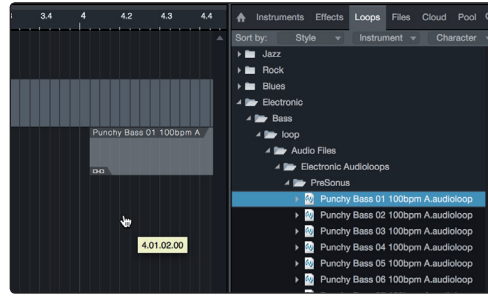 3.4 4 4.2 4.3 4.4
Instruments Effects Loops Files Cloud Pool
Sort by: Style Instrument Character
Jazz
Rock
Blues
Electronic
Bass
loop
Audio Files
Electronic Audioloops
PreSonus
Punchy Bass 01 100bpm A
Punchy Bass 01 100bpm A.audioloop
Punchy Bass 02 100bpm A.audioloop
Punchy Bass 03 100bpm A.audioloop
4.01.02.00
Punchy Bass 04 100bpm A.audioloop
Punchy Bass 05 100bpm A.audioloop
Punchy Bass 06 100bpm A.audioloop